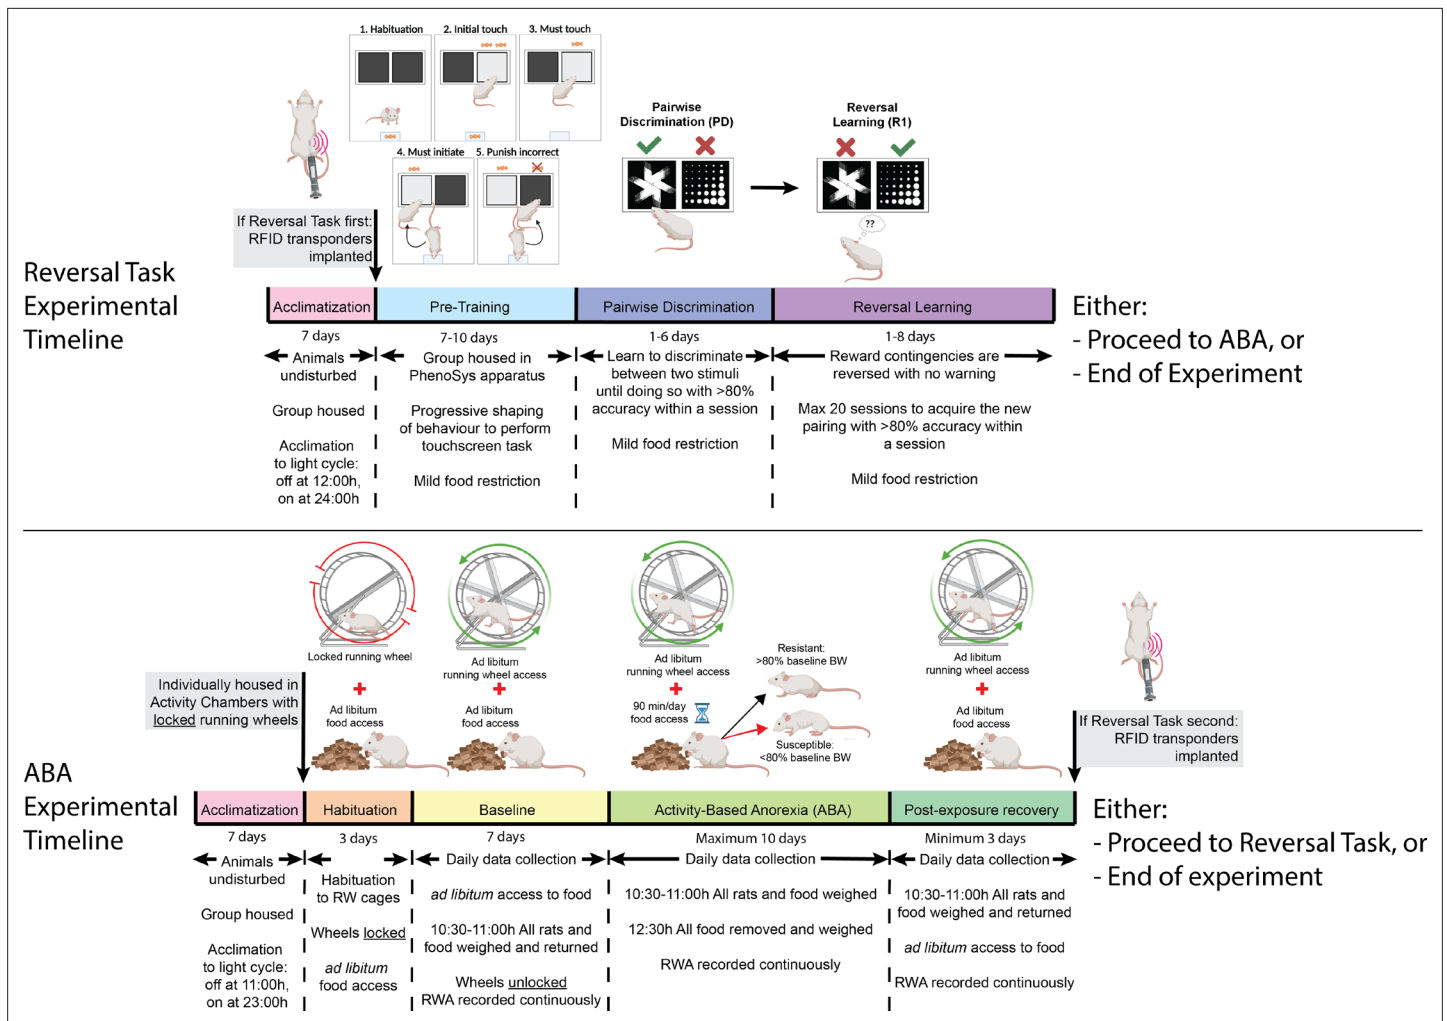 1. Habituation
2. Initial touch
3. Must touch
4. Must initiate
5. Punish incorrect
Pairwise
Discrimination (PD)
Reversal
Learning (R1)
??
If Reversal Task first:
RFID transponders
implanted
Reversal Task
Experimental
Timeline
Acclimatization
Pre-Training
Pairwise Discrimination
Reversal Learning
7 days
7-10 days
1-6 days
1-8 days
Animals
undisturbed
Group housed
Acclimation
to light cycle:
off at 12:00h,
on at 24:00h
Group housed in
PhenoSys apparatus
Progressive shaping
of behaviour to perform
touchscreen task
Mild food restriction
Learn to discriminate
between two stimuli
until doing so with >80%
accuracy within a session
Mild food restriction
Reward contingencies are
reversed with no warning
Max 20 sessions to acquire the new
pairing with >80% accuracy within
a session
Mild food restriction
Either:
- Proceed to ABA, or
- End of Experiment
Locked running wheel
+
Ad libitum
food access
Ad libitum
running wheel access
+
Ad libitum
food access
Ad libitum
running wheel access
+
90 min/day
food access
Resistant:
>80% baseline BW
Susceptible:
<80% baseline BW
Ad libitum
running wheel access
+
Ad libitum
food access
Individually housed in
Activity Chambers with
locked running wheels
If Reversal Task second:
RFID transponders
implanted
ABA
Experimental
Timeline
Acclimatization
Habituation
Baseline
Activity-Based Anorexia (ABA)
Post-exposure recovery
7 days
3 days
7 days
Maximum 10 days
Minimum 3 days
Animals
undisturbed
Group housed
Acclimation
to light cycle:
off at 11:00h,
on at 23:00h
Habituation
to RW cages
Wheels locked
ad libitum
food access
Daily data collection
ad libitum access to food
10:30-11:00h All rats and
food weighed and returned
Wheels unlocked
RWA recorded continuously
Daily data collection
10:30-11:00h All rats and food weighed
12:30h All food removed and weighed
RWA recorded continuously
Daily data collection
10:30-11:00h All rats and
food weighed and returned
ad libitum access to food
RWA recorded continuously
Either:
- Proceed to Reversal Task, or
- End of experiment